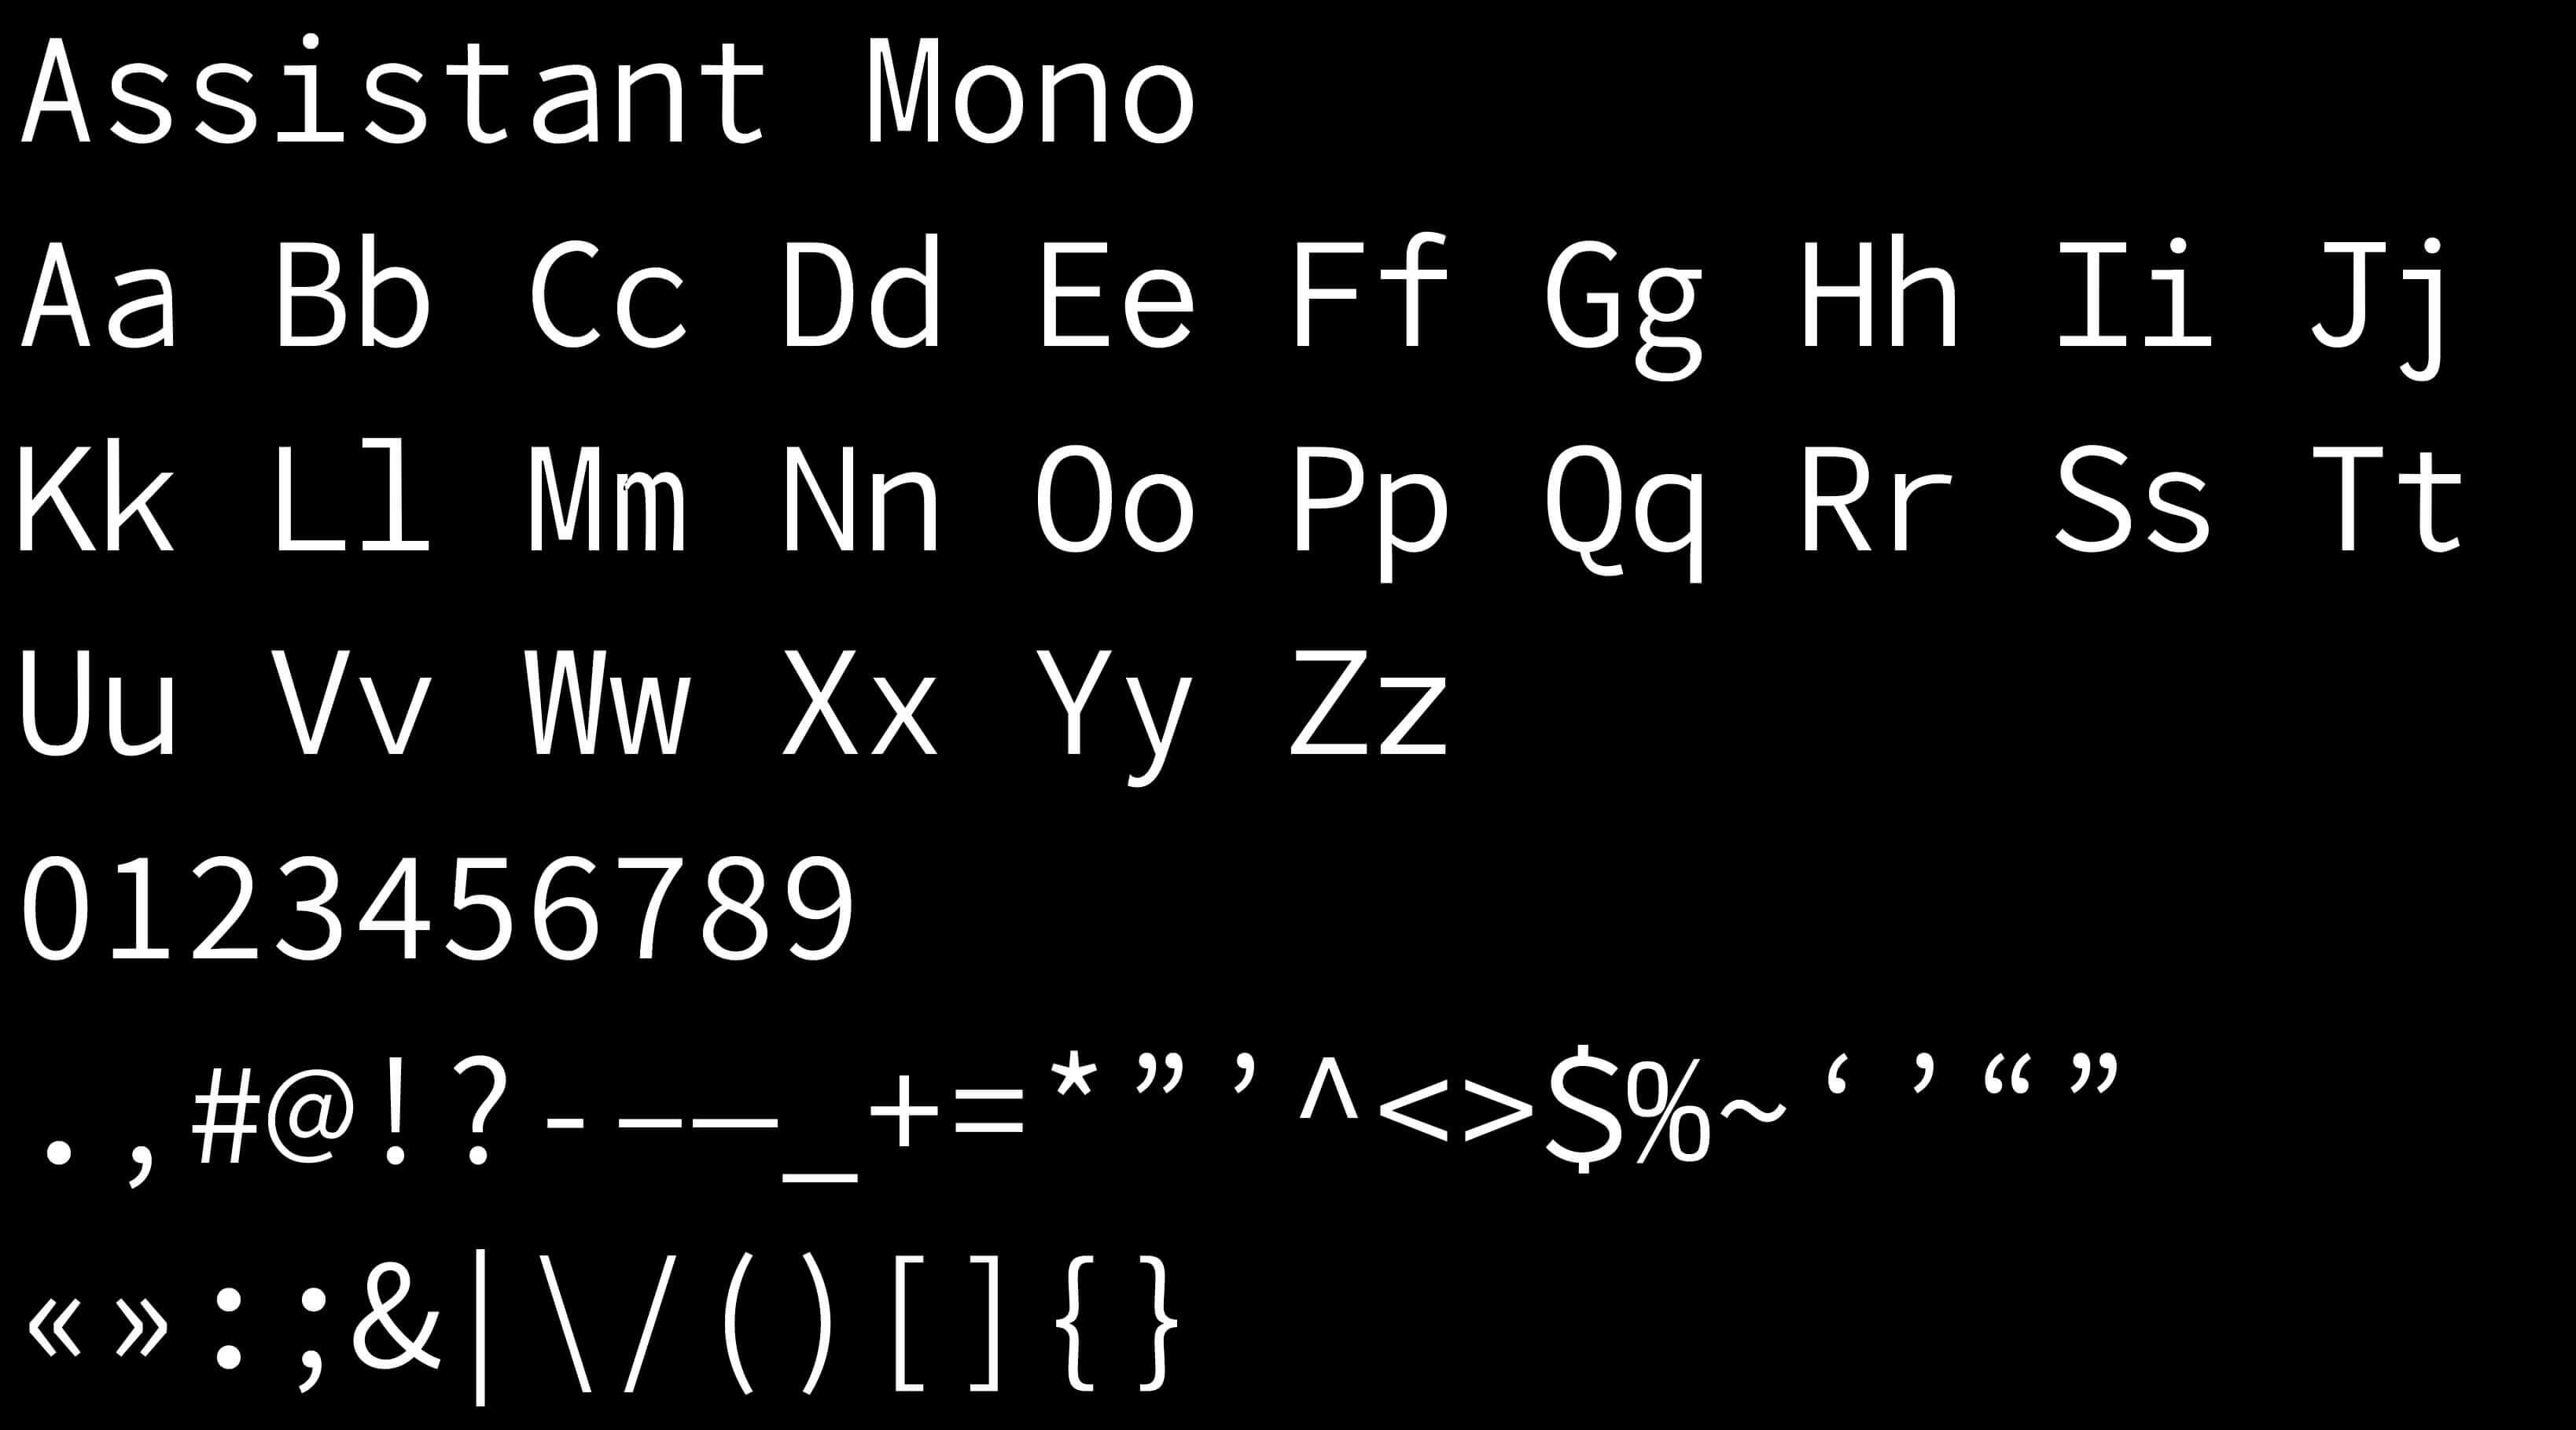 Assistant Mono
Aa Bb Cc Dd Ee Ff Gg Hh Ii Jj
Kk Ll Mm Nn Oo Pp Qq Rr Ss Tt
Uu Vv Ww Xx Yy Zz
0123456789
.,#@!?-–—_+=*”’^<>$%~‘’“”
«»:;&|\/()[]{}